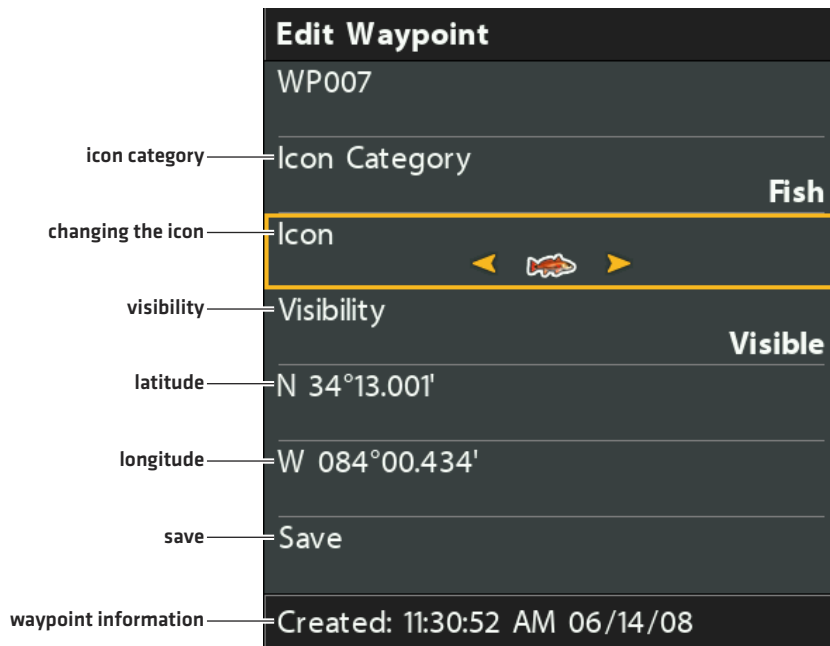 Edit Waypoint
WP007
icon category
Icon Category
Fish
changing the icon
Icon
visibility
Visibility
Visible
latitude
N 34°13.001'
longitude
W 084°00.434'
save
Save
waypoint information
Created: 11:30:52 AM 06/14/08